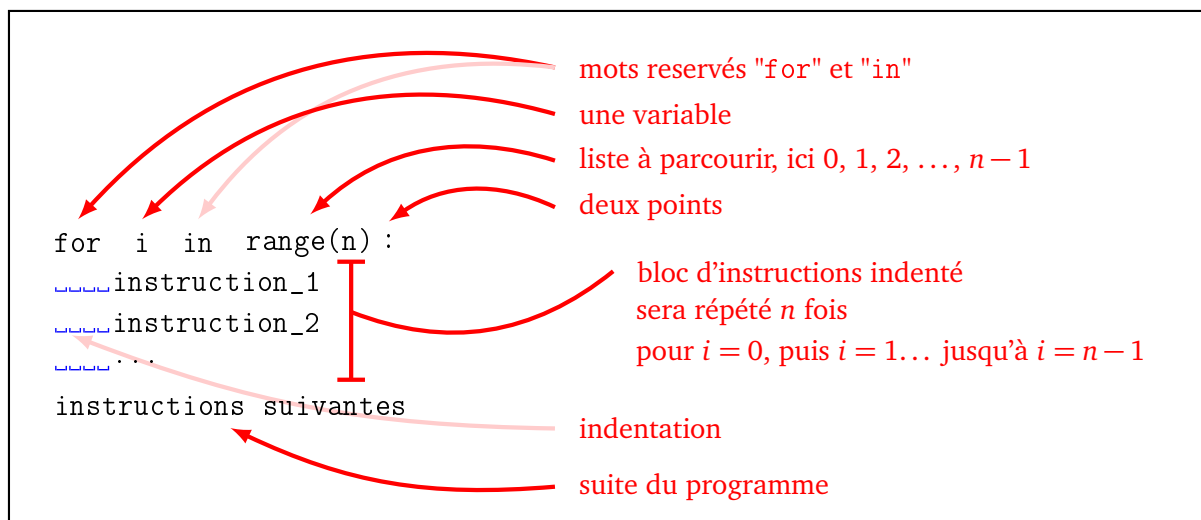 mots reservés "for" et "in"
une variable
liste à parcourir, ici 0, 1, 2, ..., n − 1
deux points
for i in range(n) :
␣␣␣␣instruction_1
␣␣␣␣instruction_2
␣␣␣␣...
instructions suivantes
bloc d'instructions indenté
sera répété n fois
pour i = 0, puis i = 1... jusqu'à i = n − 1
indentation
suite du programme